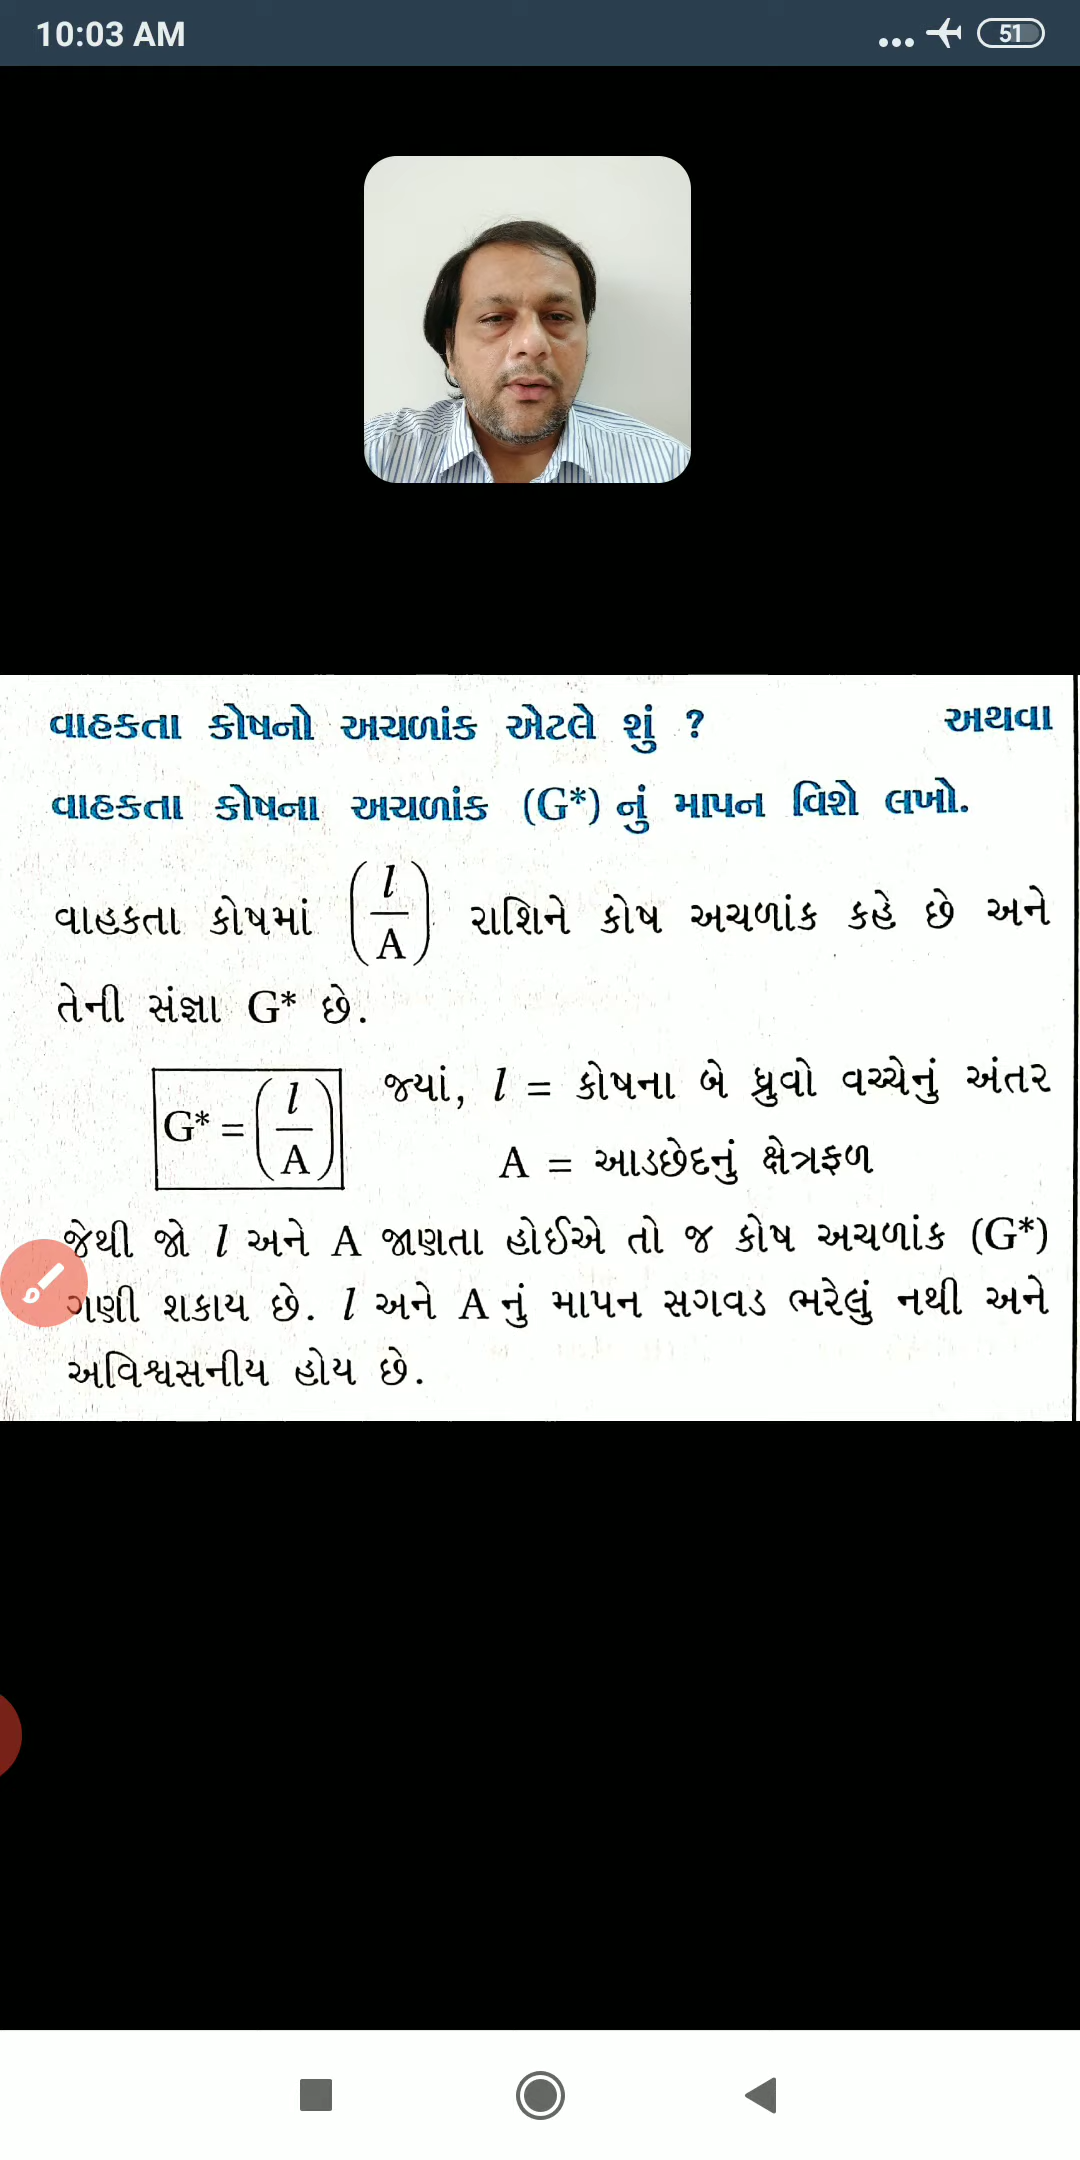 10:03 AM
51
વાહકતા કોષનો અચળાંક એટલે શું ? અથવા
વાહકતા કોષના અચળાંક (G*) નું માપન વિશે લખો.
વાહકતા કોષમાં (l/A) રાશિને કોષ અચળાંક કહે છે અને
તેની સંજ્ઞા G* છે.
G* = (l/A) જ્યાં, l = કોષના બે ધ્રુવો વચ્ચેનું અંતર
A = આડછેદનું ક્ષેત્રફળ
જેથી જો l અને A જાણતા હોઈએ તો જ કોષ અચળાંક (G*)
ગણી શકાય છે. l અને A નું માપન સગવડ ભરેલું નથી અને
અવિશ્વસનીય હોય છે.